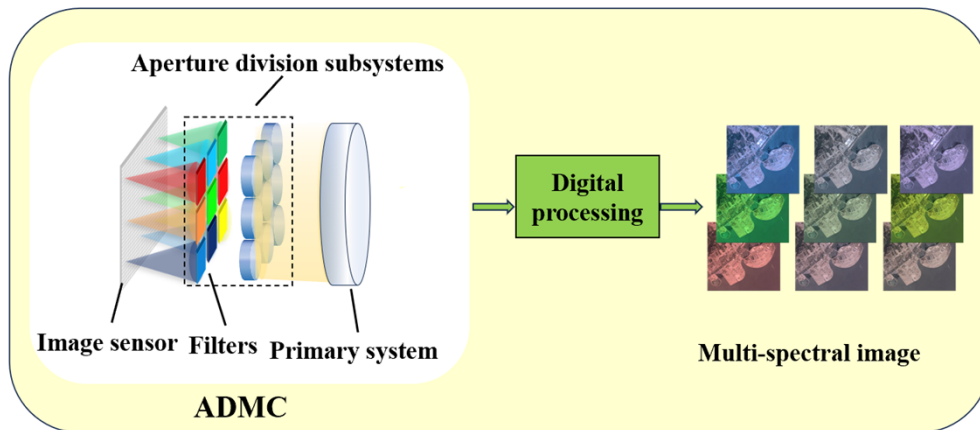 Aperture division subsystems
Image sensor
Filters
Primary system
ADMC
Digital
processing
Multi-spectral image